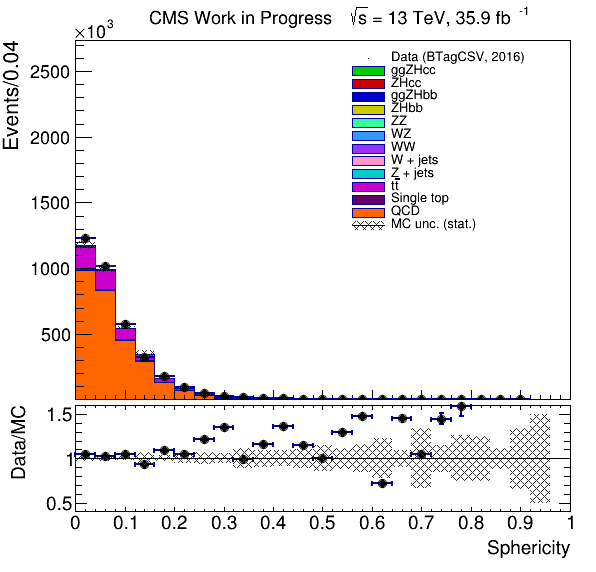 CMS Work in Progress √s = 13 TeV, 35.9 fb⁻¹
×10³
Events/0.04
2500
2000
1500
1000
500
Data (BTagCSV, 2016)
ggZHcc
ZHcc
ggZHbb
ZHbb
ZZ
WZ
WW
W + jets
Z + jets
tt̅
Single top
QCD
MC unc. (stat.)
Data/MC
1.5
1
0.5
0 0.1 0.2 0.3 0.4 0.5 0.6 0.7 0.8 0.9 1
Sphericity